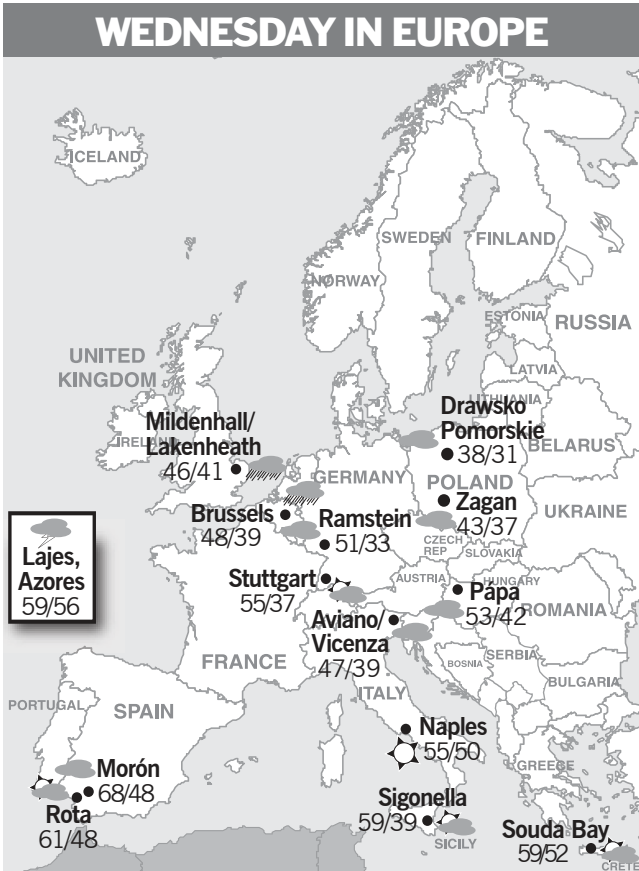 WEDNESDAY IN EUROPE
ICELAND
SWEDEN
FINLAND
NORWAY
ESTONIA
RUSSIA
UNITED
KINGDOM
LATVIA
LITHUANIA
Drawsko
Pomorskie
38/31
Mildenhall/
Lakenheath
46/41
IRELAND
BELARUS
GERMANY
POLAND
Zagan
43/37
Brussels
48/39
Ramstein
51/33
UKRAINE
Lajes,
Azores
59/56
CZECH
REP
SLOVAKIA
Stuttgart
55/37
AUSTRIA
HUNGARY
Pápa
53/42
ROMANIA
Aviano/
Vicenza
47/39
FRANCE
BOSNIA
SERBIA
BULGARIA
ITALY
PORTUGAL
SPAIN
Naples
55/50
GREECE
Morón
68/48
Rota
61/48
Sigonella
59/39
SICILY
Souda Bay
59/52
CRETE